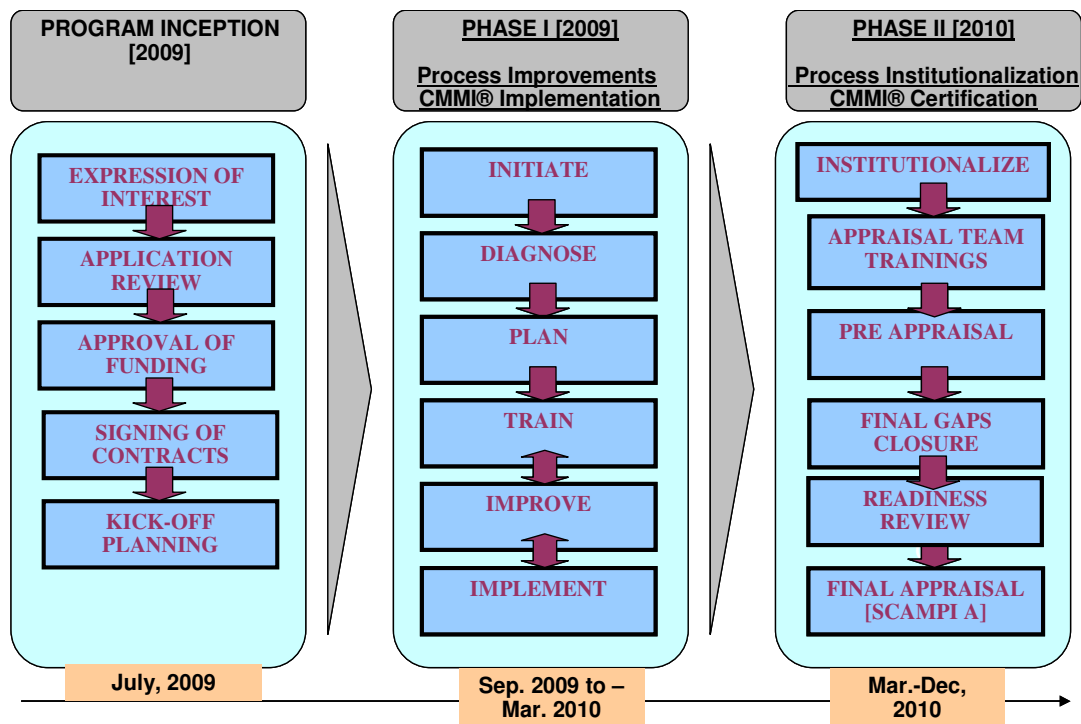 PROGRAM INCEPTION
[2009]
EXPRESSION OF
INTEREST
APPLICATION
REVIEW
APPROVAL OF
FUNDING
SIGNING OF
CONTRACTS
KICK-OFF
PLANNING
July, 2009
PHASE I [2009]
Process Improvements
CMMI® Implementation
INITIATE
DIAGNOSE
PLAN
TRAIN
IMPROVE
IMPLEMENT
Sep. 2009 to –
Mar. 2010
PHASE II [2010]
Process Institutionalization
CMMI® Certification
INSTITUTIONALIZE
APPRAISAL TEAM
TRAININGS
PRE APPRAISAL
FINAL GAPS
CLOSURE
READINESS
REVIEW
FINAL APPRAISAL
[SCAMPI A]
Mar.-Dec,
2010